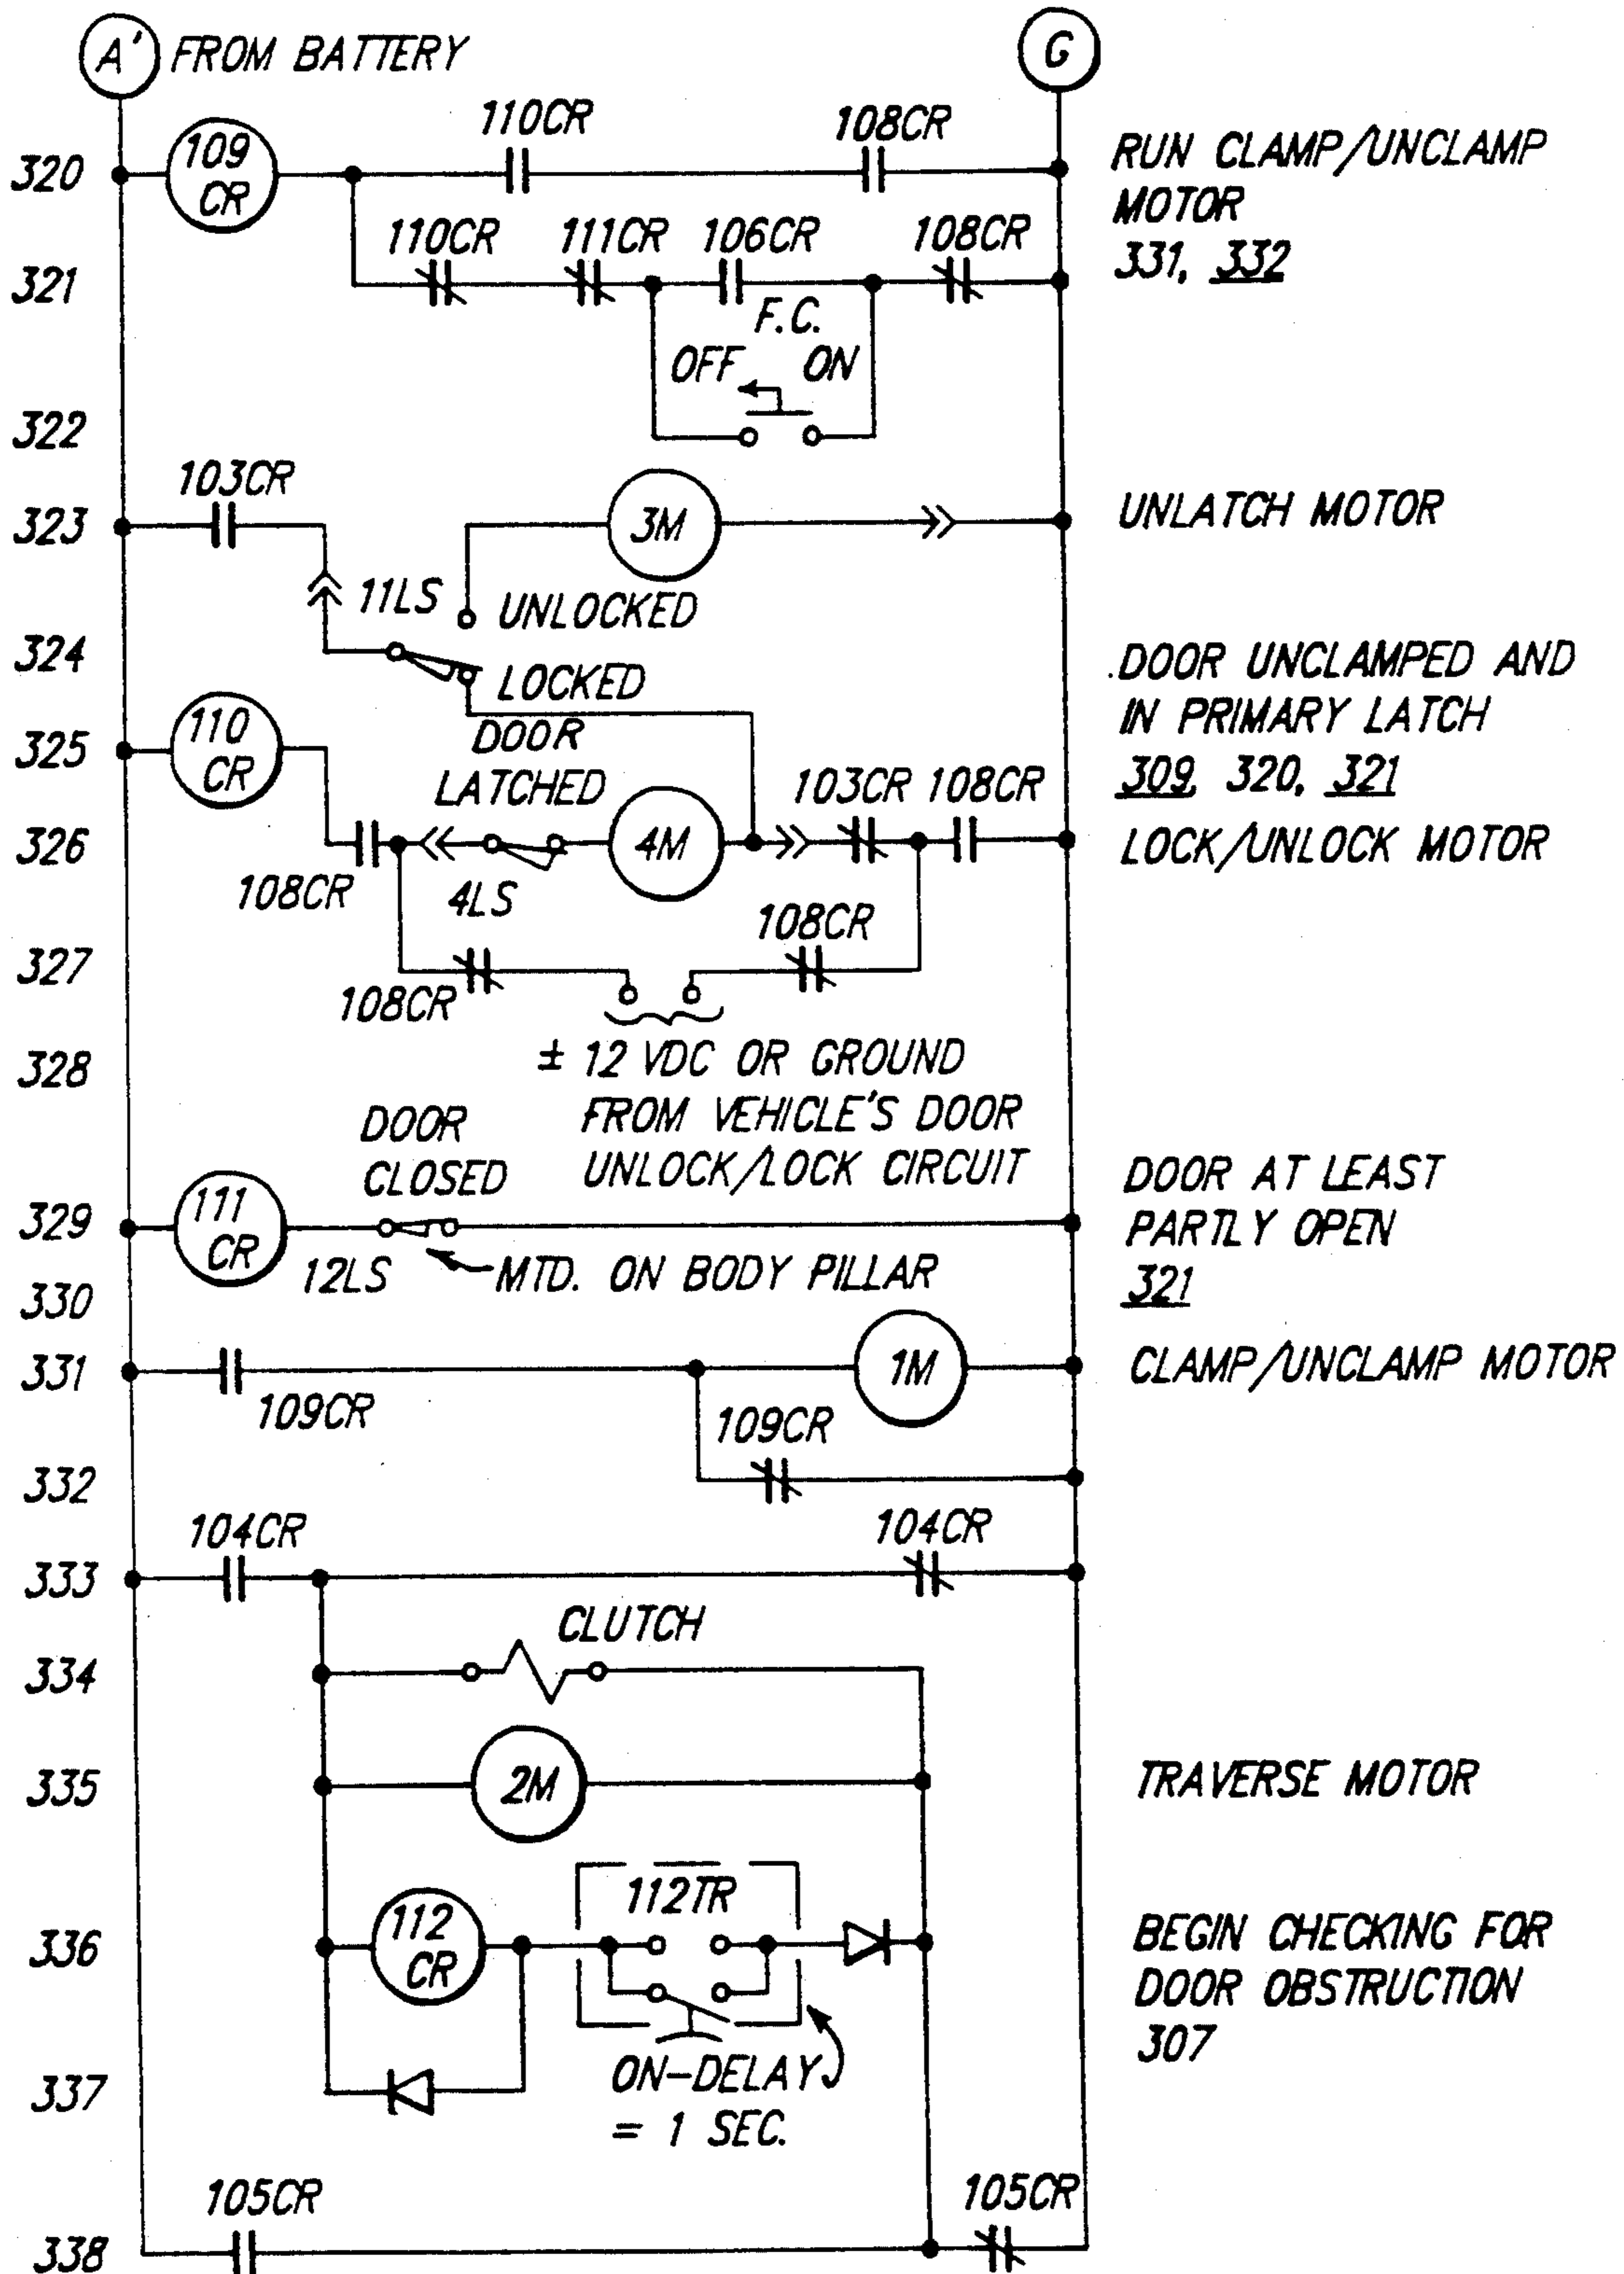 A' FROM BATTERY
G
110CR 108CR
320 109 CR RUN CLAMP/UNCLAMP
MOTOR
331, 332
110CR 111CR 106CR 108CR
321
F.C.
OFF ON
322
103CR
323 3M UNLATCH MOTOR
11LS UNLOCKED
324 LOCKED
DOOR UNCLAMPED AND
IN PRIMARY LATCH
309, 320, 321
325 110 CR
DOOR
LATCHED 103CR 108CR
326 4M LOCK/UNLOCK MOTOR
108CR 4LS 108CR
327
108CR
328 ± 12 VDC OR GROUND
FROM VEHICLE'S DOOR
UNLOCK/LOCK CIRCUIT
DOOR
CLOSED
329 111 CR DOOR AT LEAST
PARTLY OPEN
321
12LS MTD. ON BODY PILLAR
330
331 1M CLAMP/UNCLAMP MOTOR
109CR 109CR
332
104CR 104CR
333
CLUTCH
334
335 2M TRAVERSE MOTOR
112TR
336 112 CR BEGIN CHECKING FOR
DOOR OBSTRUCTION
307
337 ON-DELAY
= 1 SEC.
105CR 105CR
338